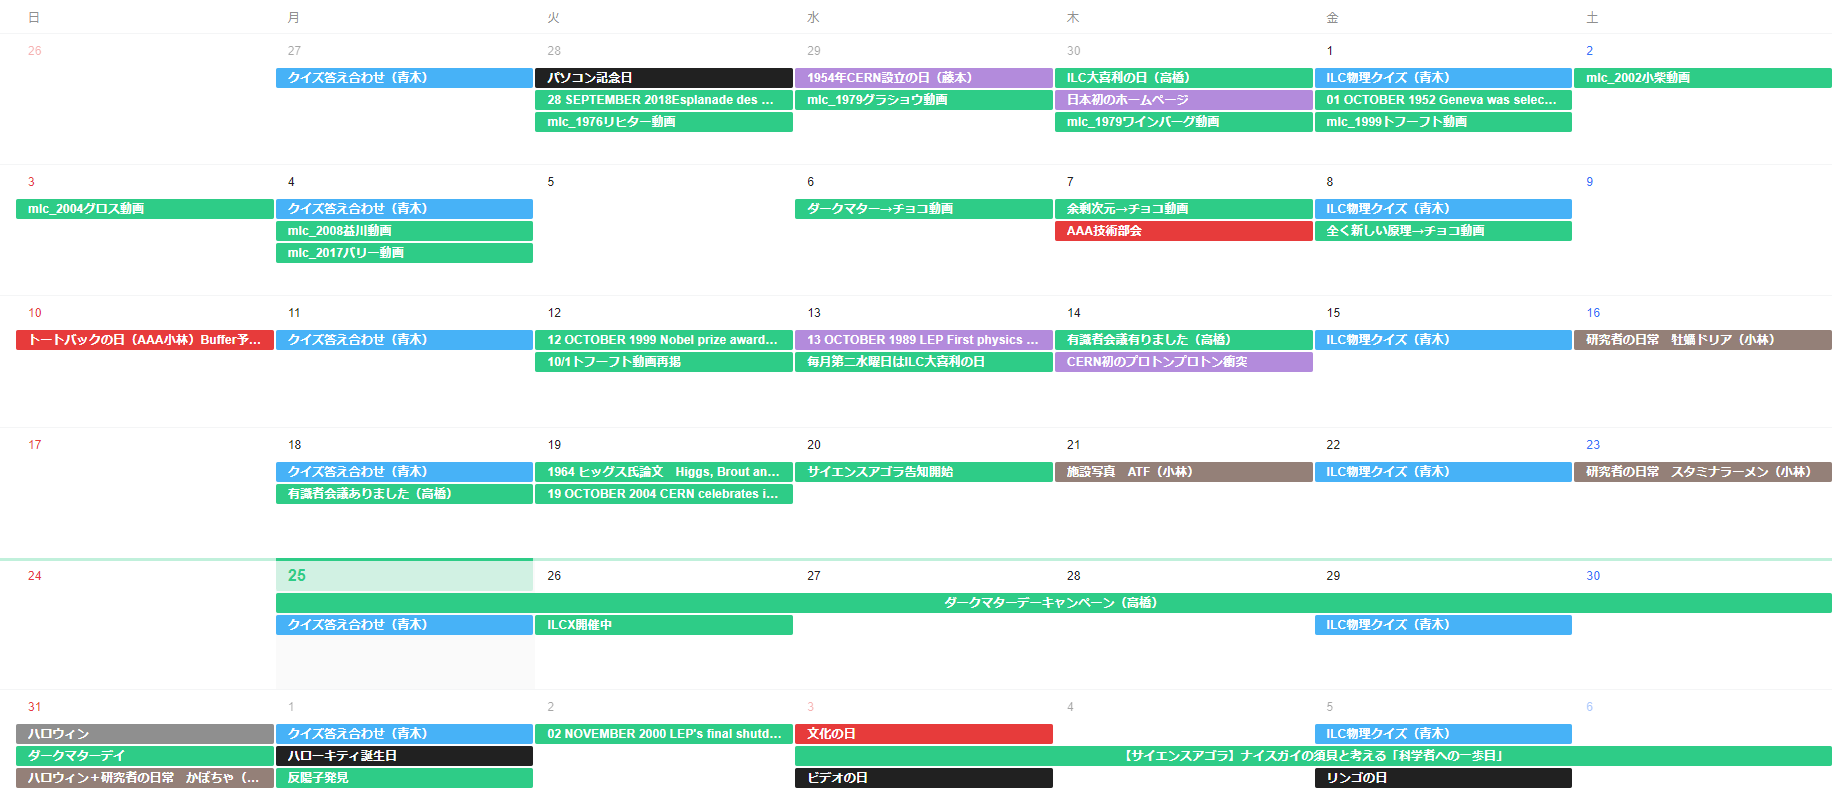 日 月 火 水 木 金 土
26 27 28 29 30 1 2
クイズ答え合わせ（青木） パソコン記念日 1954年CERN設立の日（藤本） ILC大喜利の日（高橋） ILC物理クイズ（青木） mlc_2002小柴動画
28 SEPTEMBER 2018Esplanade des … mlc_1979グラショウ動画 日本初のホームページ 01 OCTOBER 1952 Geneva was selec…
mlc_1976リヒター動画 mlc_1979ワインバーグ動画 mlc_1999トフーフト動画
3 4 5 6 7 8 9
mlc_2004グロス動画 クイズ答え合わせ（青木） ダークマター→チョコ動画 余剰次元→チョコ動画 ILC物理クイズ（青木）
mlc_2008益川動画 AAA技術部会 全く新しい原理→チョコ動画
mlc_2017バリー動画
10 11 12 13 14 15 16
トートバックの日（AAA小林）Buffer予… クイズ答え合わせ（青木） 12 OCTOBER 1999 Nobel prize award… 13 OCTOBER 1989 LEP First physics … 有識者会議有りました（高橋） ILC物理クイズ（青木） 研究者の日常　牡蠣ドリア（小林）
10/1トフーフト動画再掲 毎月第二水曜日はILC大喜利の日 CERN初のプロトンプロトン衝突
17 18 19 20 21 22 23
クイズ答え合わせ（青木） 1964 ヒッグス氏論文　Higgs, Brout an… サイエンスアゴラ告知開始 施設写真　ATF（小林） ILC物理クイズ（青木） 研究者の日常　スタミナラーメン（小林）
有識者会議ありました（高橋） 19 OCTOBER 2004 CERN celebrates i…
24 25 26 27 28 29 30
ダークマターデーキャンペーン（高橋）
クイズ答え合わせ（青木） ILCX開催中 ILC物理クイズ（青木）
31 1 2 3 4 5 6
ハロウィン クイズ答え合わせ（青木） 02 NOVEMBER 2000 LEP's final shutd… 文化の日 ILC物理クイズ（青木）
ダークマターデイ ハローキティ誕生日 【サイエンスアゴラ】ナイスガイの須貝と考える「科学者への一歩目」
ハロウィン＋研究者の日常　かぼちゃ（… 反陽子発見 ビデオの日 リンゴの日